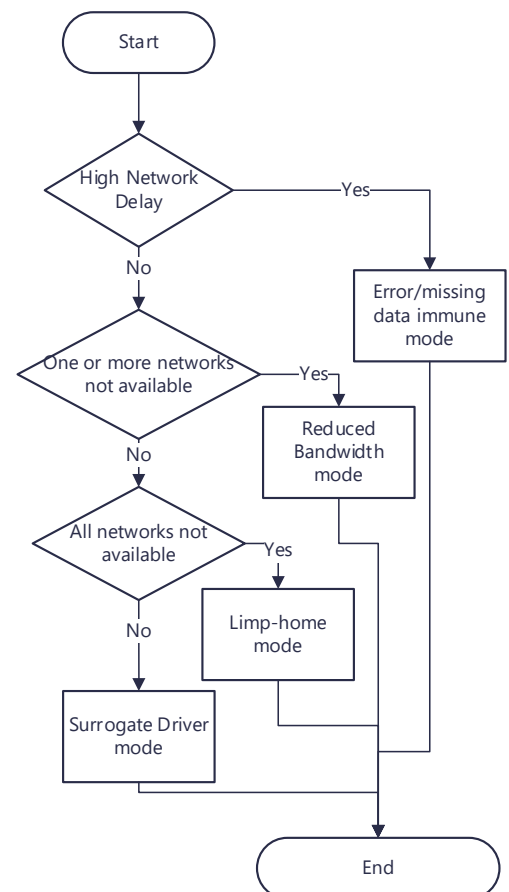 Start
High Network
Delay
Yes
No
Error/missing
data immune
mode
One or more networks
not available
Yes
Reduced
Bandwidth
mode
No
All networks not
available
Yes
Limp-home
mode
No
Surrogate Driver
mode
End